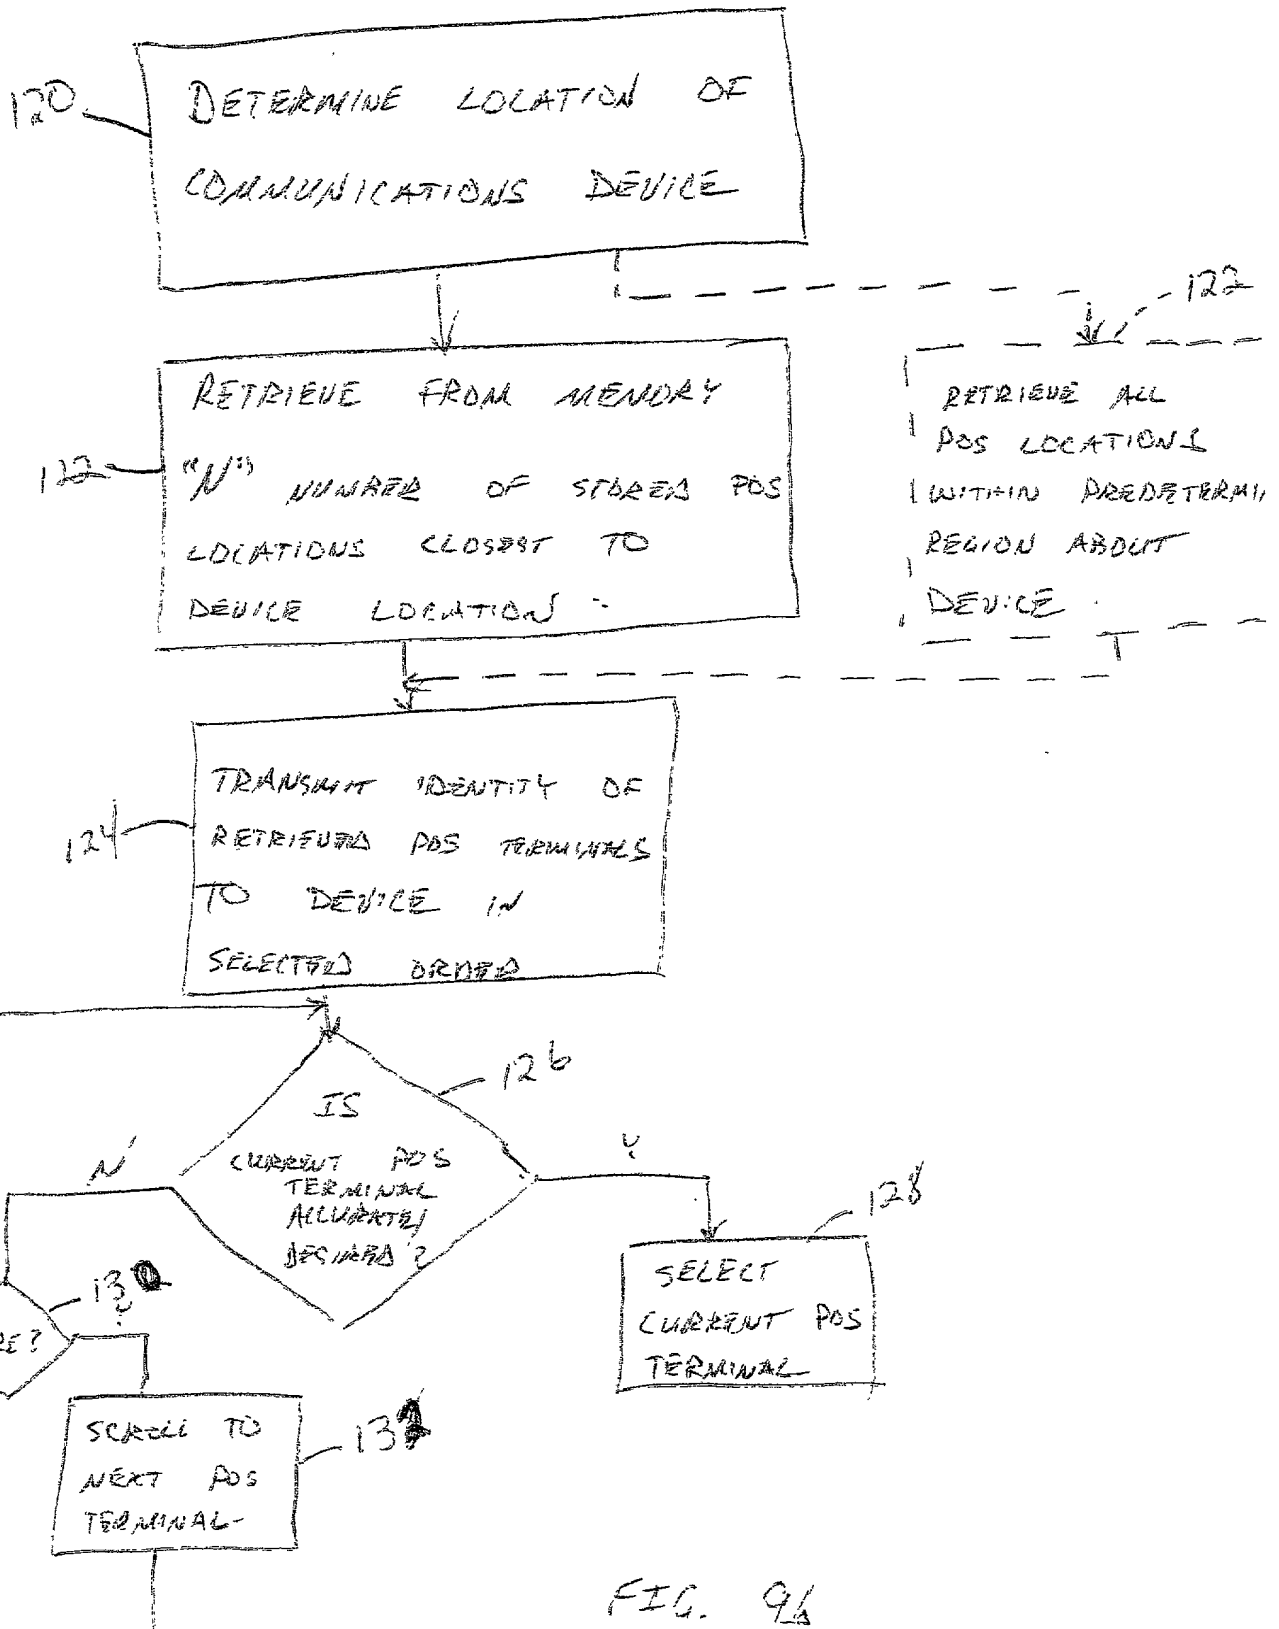 120
DETERMINE LOCATION OF
COMMUNICATIONS DEVICE
122
RETRIEVE FROM MEMORY
"N" NUMBER OF STORED POS
LOCATIONS CLOSEST TO
DEVICE LOCATION
122
RETRIEVE ALL
POS LOCATIONS
WITHIN PREDETERMI
REGION ABOUT
DEVICE
124
TRANSMIT IDENTITY OF
RETRIEVED POS TERMINALS
TO DEVICE IN
SELECTED ORDER
126
IS
CURRENT POS
TERMINAL
ACCURATE/
DESIRED?
N
Y
128
SELECT
CURRENT POS
TERMINAL
130
RE?
132
SCROLL TO
NEXT POS
TERMINAL
FIG.